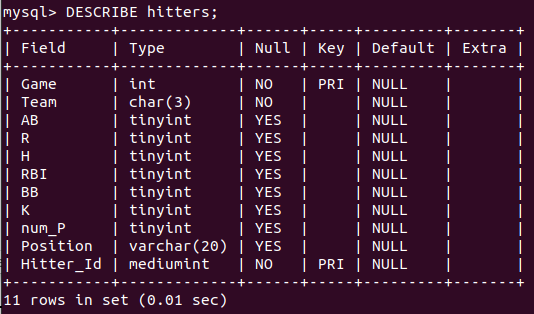 mysql> DESCRIBE hitters;
+------------+-------------+------+-----+---------+-------+
| Field      | Type        | Null | Key | Default | Extra |
+------------+-------------+------+-----+---------+-------+
| Game       | int         | NO   | PRI | NULL    |       |
| Team       | char(3)     | NO   |     | NULL    |       |
| AB         | tinyint     | YES  |     | NULL    |       |
| R          | tinyint     | YES  |     | NULL    |       |
| H          | tinyint     | YES  |     | NULL    |       |
| RBI        | tinyint     | YES  |     | NULL    |       |
| BB         | tinyint     | YES  |     | NULL    |       |
| K          | tinyint     | YES  |     | NULL    |       |
| num_P      | tinyint     | YES  |     | NULL    |       |
| Position   | varchar(20) | YES  |     | NULL    |       |
| Hitter_Id  | mediumint   | NO   | PRI | NULL    |       |
+------------+-------------+------+-----+---------+-------+
11 rows in set (0.01 sec)